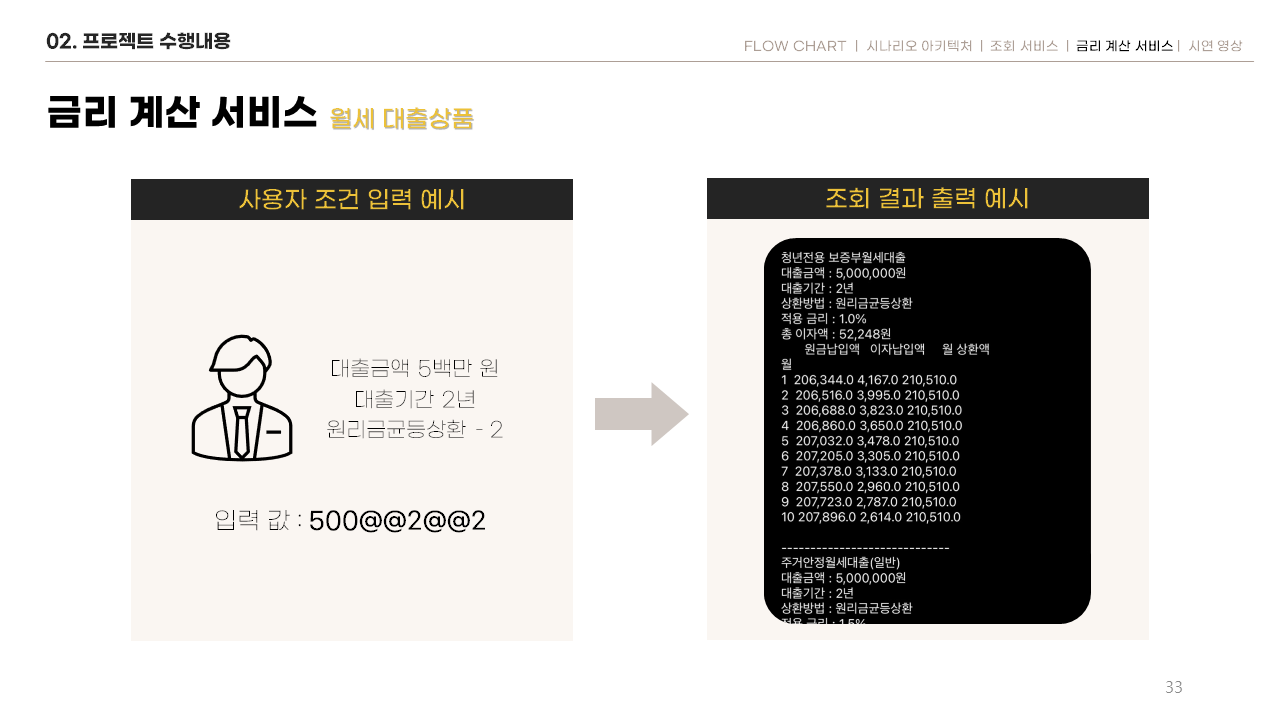 02. 프로젝트 수행내용
FLOW CHART | 시나리오 아키텍처 | 조회 서비스 | 금리 계산 서비스 | 시연 영상
금리 계산 서비스 월세 대출상품
사용자 조건 입력 예시
대출금액 5백만 원
대출기간 2년
원리금균등상환 - 2
입력 값 : 500@@2@@2
조회 결과 출력 예시
청년전용 보증부월세대출
대출금액 : 5,000,000원
대출기간 : 2년
상환방법 : 원리금균등상환
적용 금리 : 1.0%
총 이자액 : 52,248원
원금납입액 이자납입액 월 상환액
월
1 206,344.0 4,167.0 210,510.0
2 206,516.0 3,995.0 210,510.0
3 206,688.0 3,823.0 210,510.0
4 206,860.0 3,650.0 210,510.0
5 207,032.0 3,478.0 210,510.0
6 207,205.0 3,305.0 210,510.0
7 207,378.0 3,133.0 210,510.0
8 207,550.0 2,960.0 210,510.0
9 207,723.0 2,787.0 210,510.0
10 207,896.0 2,614.0 210,510.0
-----------------------------
주거안정월세대출(일반)
대출금액 : 5,000,000원
대출기간 : 2년
상환방법 : 원리금균등상환
적용 금리 : 1.5%
33